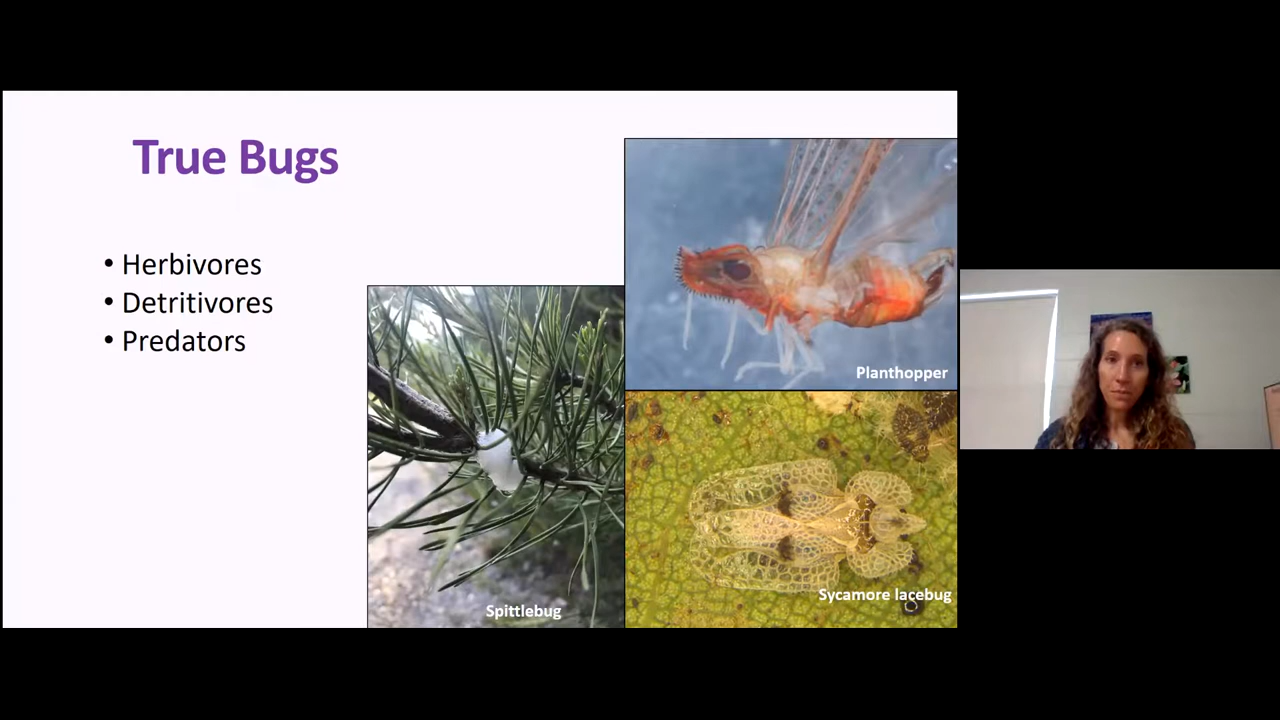 True Bugs
• Herbivores
• Detritivores
• Predators
Planthopper
Sycamore lacebug
Spittlebug